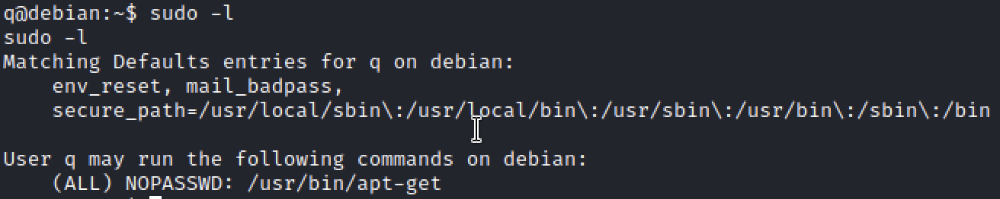 q@debian:~$ sudo -l
sudo -l
Matching Defaults entries for q on debian:
    env_reset, mail_badpass,
    secure_path=/usr/local/sbin\:/usr/local/bin\:/usr/sbin\:/usr/bin\:/sbin\:/bin

User q may run the following commands on debian:
    (ALL) NOPASSWD: /usr/bin/apt-get